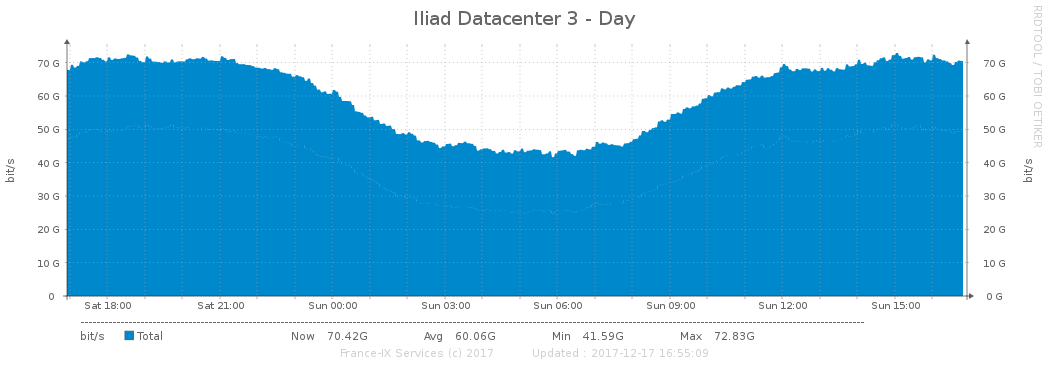 Iliad Datacenter 3 - Day
RRDTOOL / TOBI OETIKER
bit/s
70 G
60 G
50 G
40 G
30 G
20 G
10 G
0
70 G
60 G
50 G
40 G
30 G
20 G
10 G
0 G
bit/s
Sat 18:00 Sat 21:00 Sun 00:00 Sun 03:00 Sun 06:00 Sun 09:00 Sun 12:00 Sun 15:00
bit/s Total Now 70.42G Avg 60.06G Min 41.59G Max 72.83G
France-IX Services (c) 2017 Updated : 2017-12-17 16:55:09